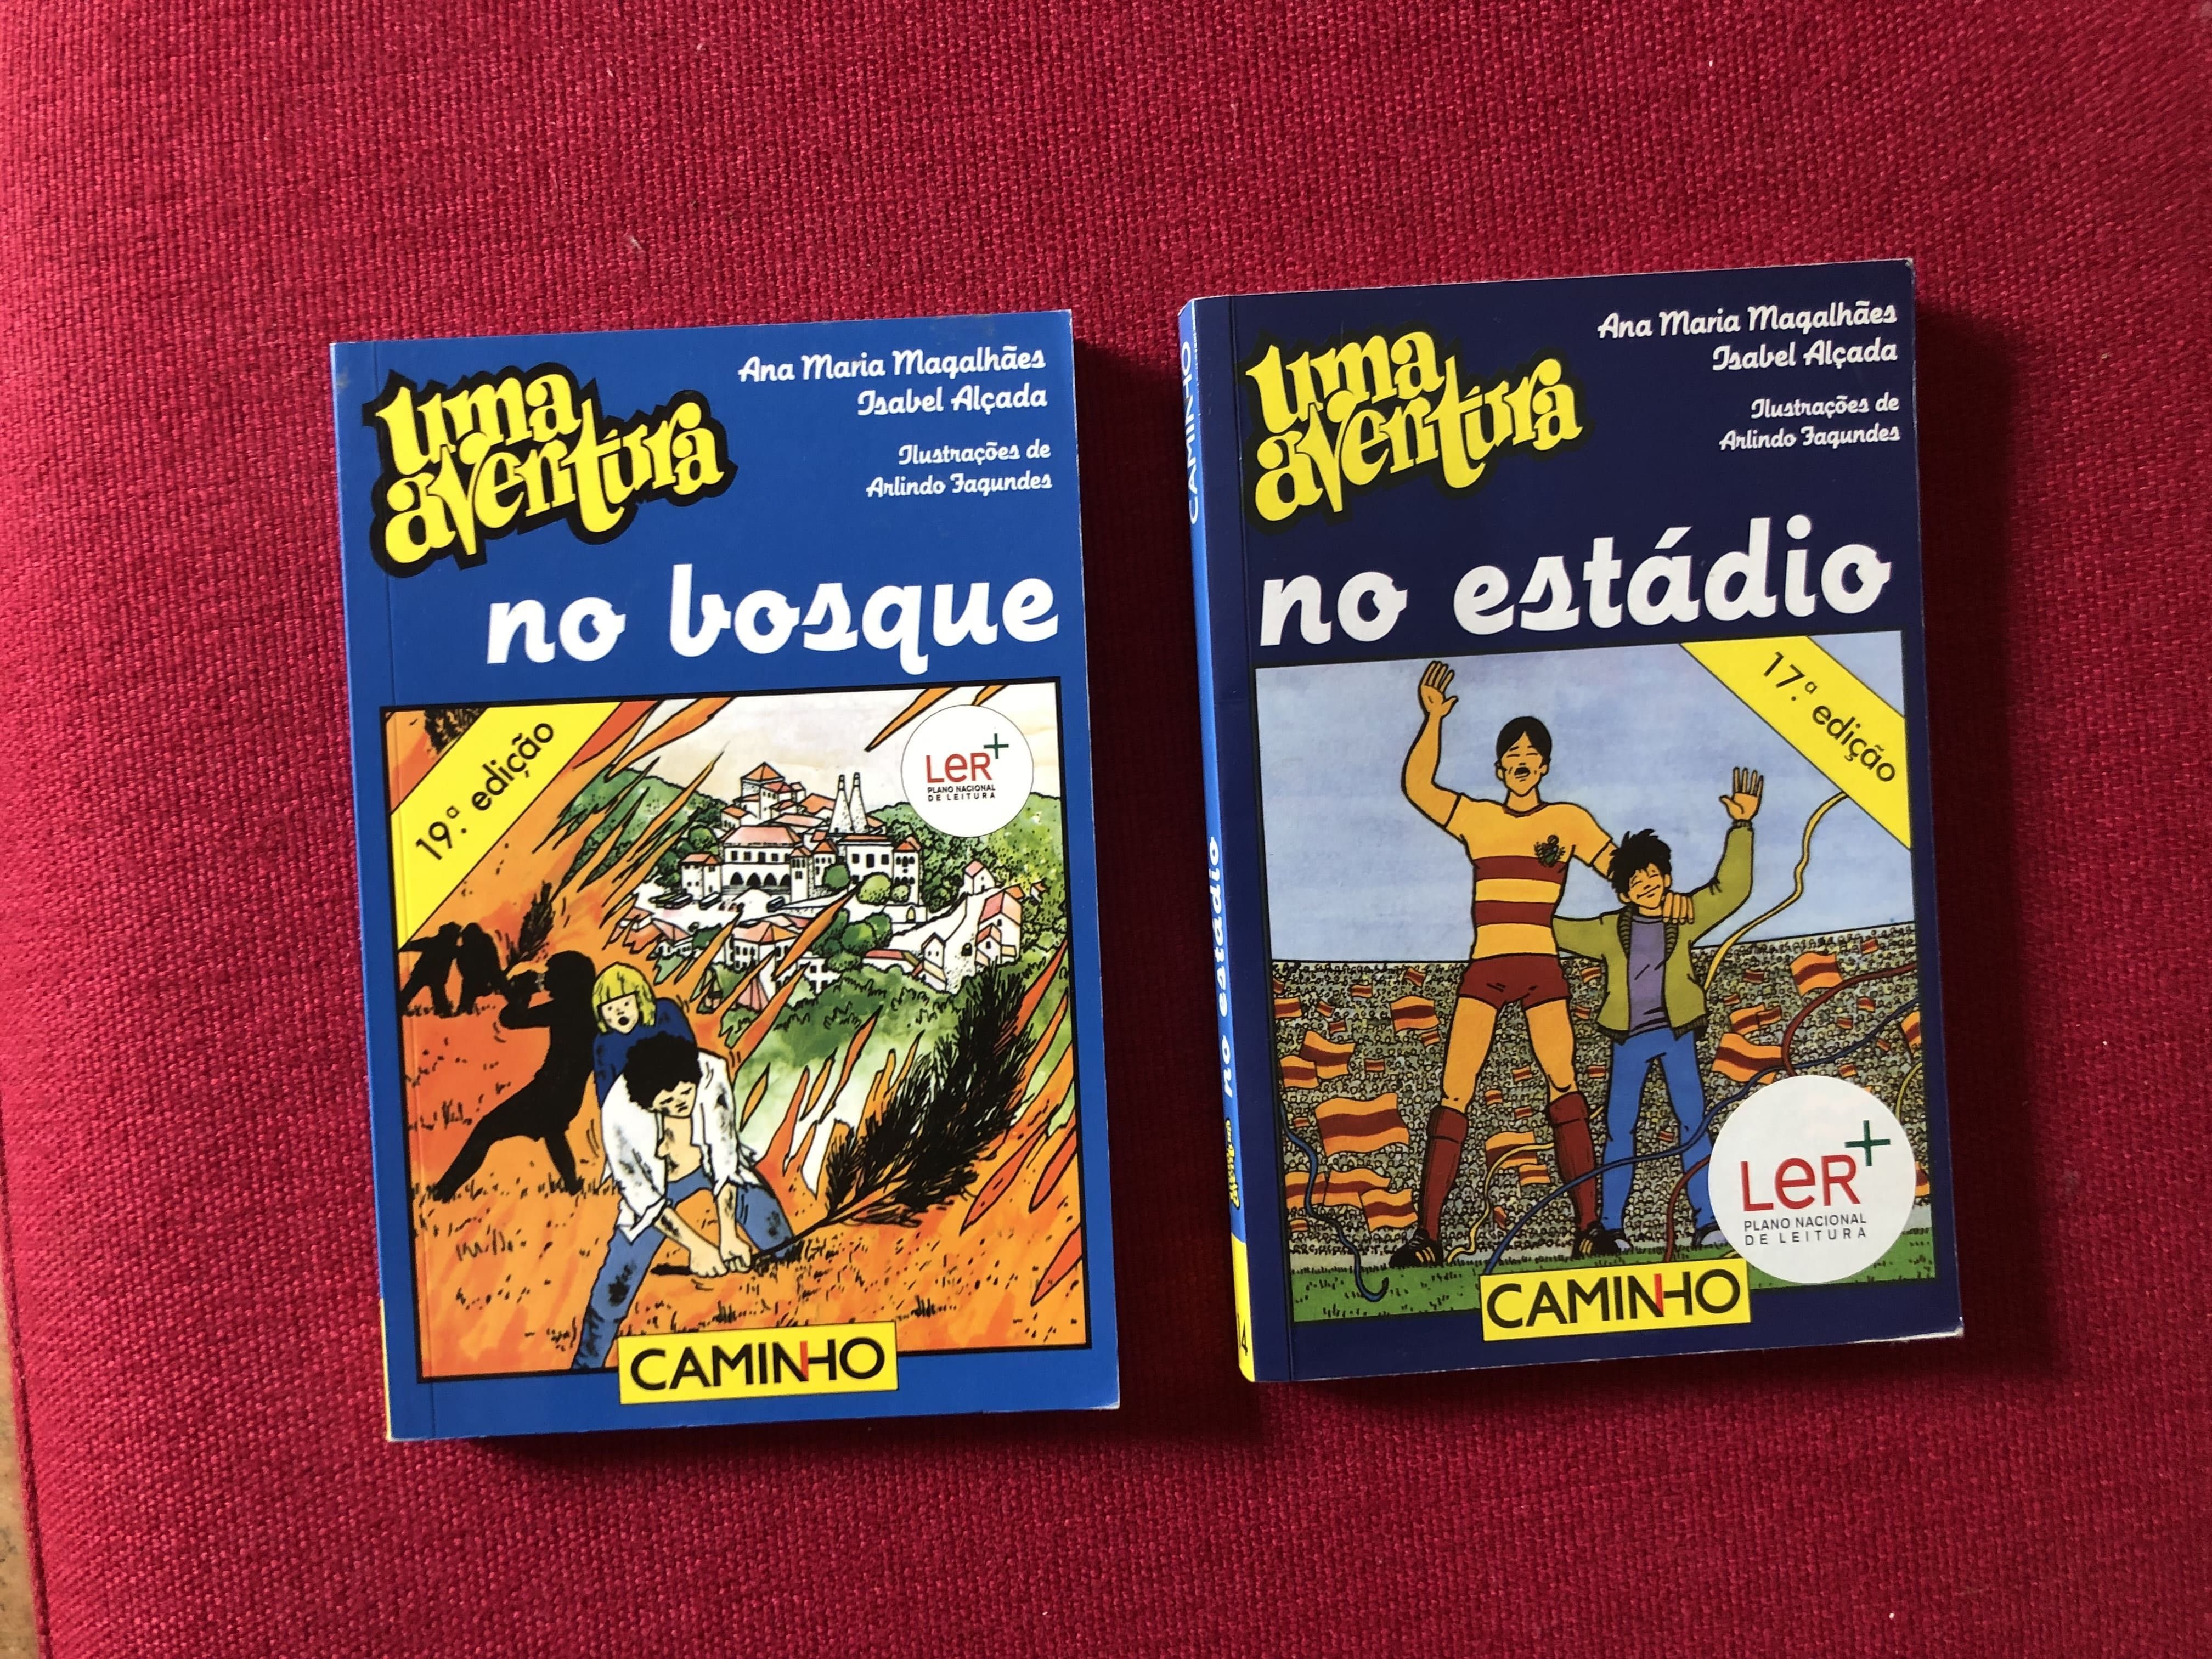 uma
aventura
Ana Maria Magalhães
Isabel Alçada
Ilustrações de
Arlindo Fagundes
no bosque
19.ª edição
LeR+
PLANO NACIONAL
DE LEITURA
CAMINHO
CAMINHO
no estádio
uma
aventura
Ana Maria Magalhães
Isabel Alçada
Ilustrações de
Arlindo Fagundes
no estádio
17.ª edição
LeR+
PLANO NACIONAL
DE LEITURA
CAMINHO